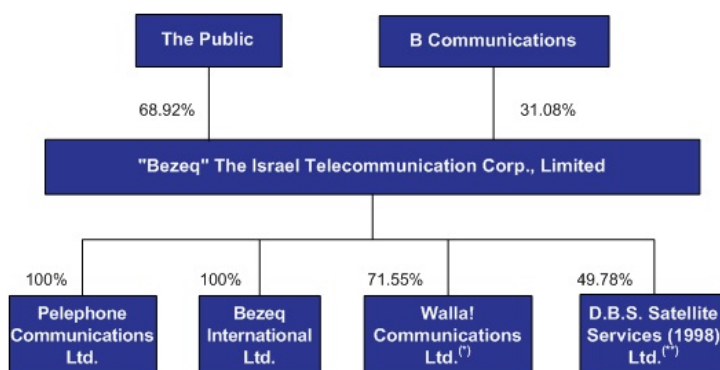 The Public
B Communications
68.92%
31.08%
"Bezeq" The Israel Telecommunication Corp., Limited
100%
100%
71.55%
49.78%
Pelephone
Communications
Ltd.
Bezeq
International
Ltd.
Walla!
Communications
Ltd.(*)
D.B.S. Satellite
Services (1998)
Ltd.(**)